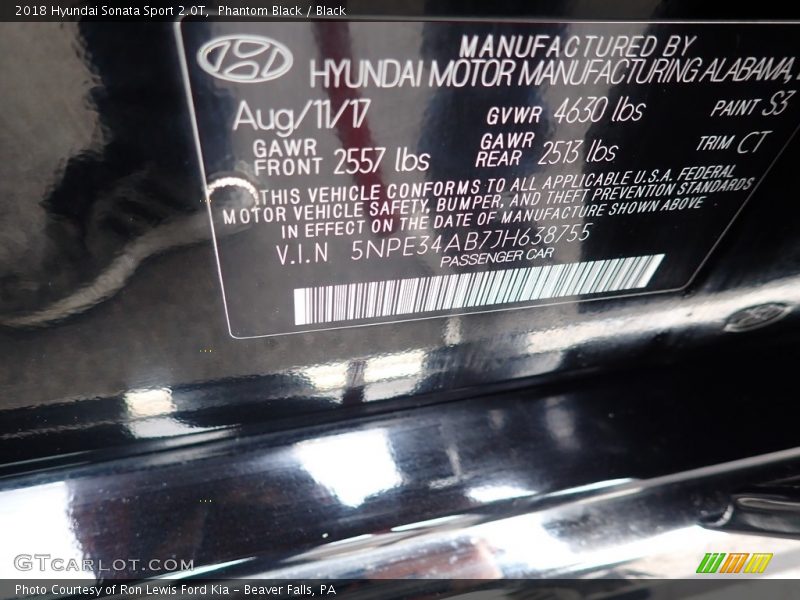 2018 Hyundai Sonata Sport 2.0T,  Phantom Black / Black
MANUFACTURED BY
HYUNDAI MOTOR MANUFACTURING ALABAMA,
Aug/11/17 GVWR 4630 lbs PAINT S3
GAWR FRONT 2557 lbs GAWR REAR 2513 lbs TRIM CT
THIS VEHICLE CONFORMS TO ALL APPLICABLE U.S.A. FEDERAL
MOTOR VEHICLE SAFETY, BUMPER, AND THEFT PREVENTION STANDARDS
IN EFFECT ON THE DATE OF MANUFACTURE SHOWN ABOVE
V.I.N 5NPE34AB7JH638755
PASSENGER CAR
GTCARLOT.COM
Photo Courtesy of Ron Lewis Ford Kia - Beaver Falls, PA